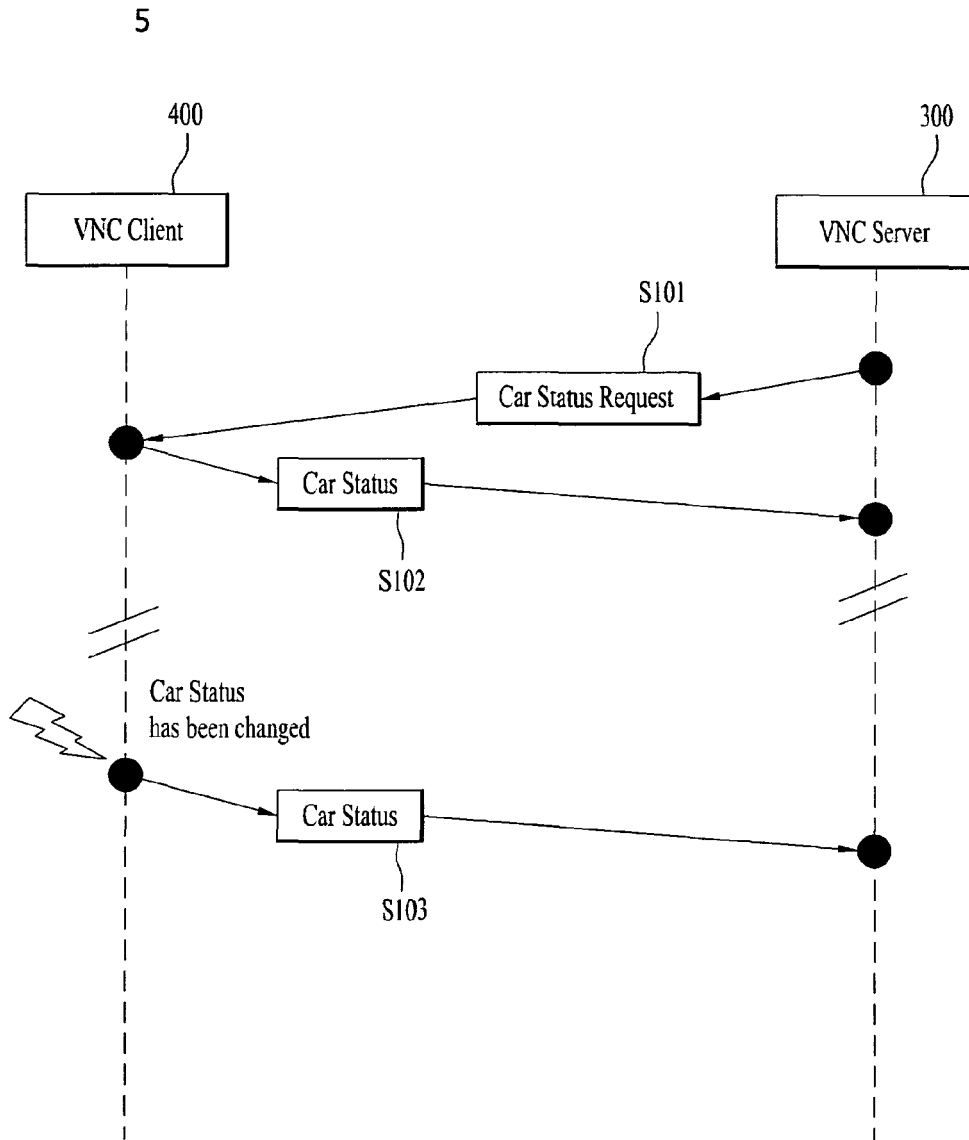 5
400
300
VNC Client
VNC Server
S101
Car Status Request
Car Status
S102
Car Status
has been changed
Car Status
S103